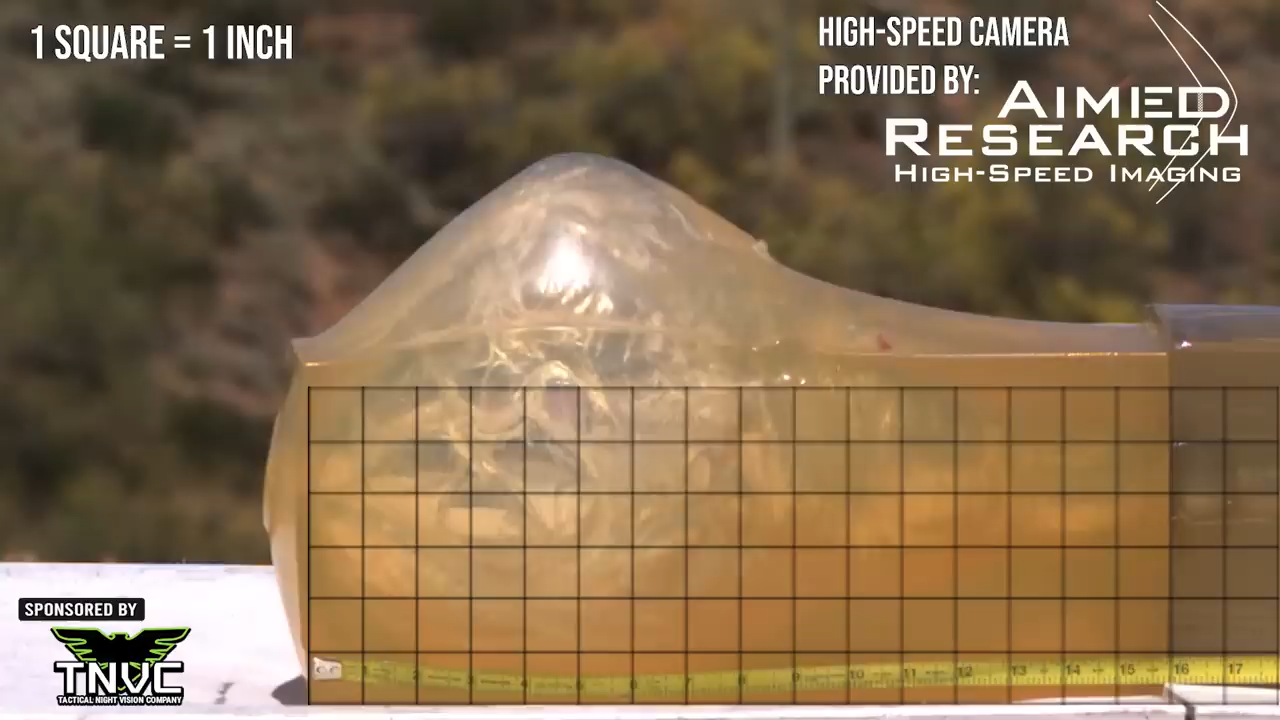 1 SQUARE = 1 INCH
HIGH-SPEED CAMERA
PROVIDED BY:
AIMED
RESEARCH
HIGH-SPEED IMAGING
SPONSORED BY
TNVC
TACTICAL NIGHT VISION COMPANY
1 2 3 4 5 6 7 8 9 10 11 12 13 14 15 16 17